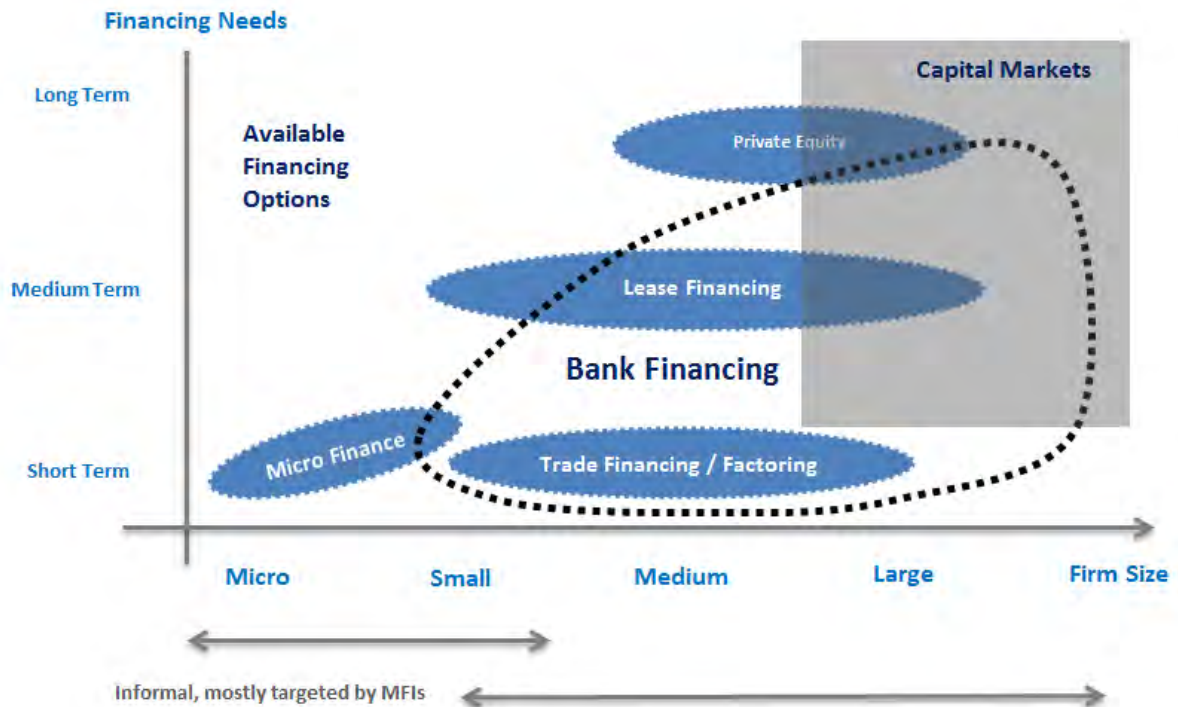 Financing Needs
Capital Markets
Long Term
Available
Financing
Options
Private Equity
Medium Term
Lease Financing
Bank Financing
Micro Finance
Trade Financing / Factoring
Short Term
Micro
Small
Medium
Large
Firm Size
Informal, mostly targeted by MFIs